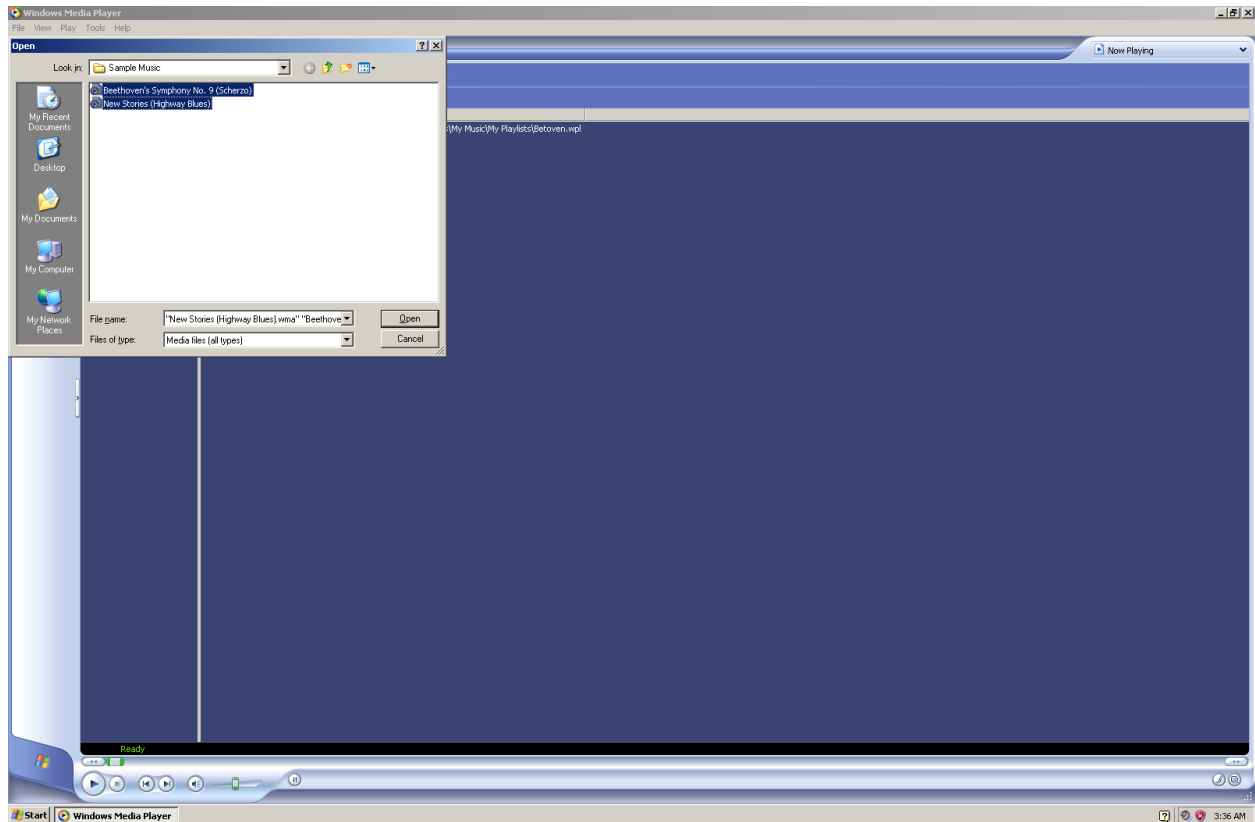 Windows Media Player
File View Play Tools Help
Open
Now Playing
Look in:
Sample Music
Beethoven's Symphony No. 9 (Scherzo)
New Stories (Highway Blues)
My Recent
Documents
Desktop
My Documents
My Computer
My Network
Places
s\My Music\My Playlists\Betoven.wpl
File name:
"New Stories (Highway Blues).wma" "Beethove
Open
Files of type:
Media files (all types)
Cancel
Ready
Start
Windows Media Player
3:36 AM